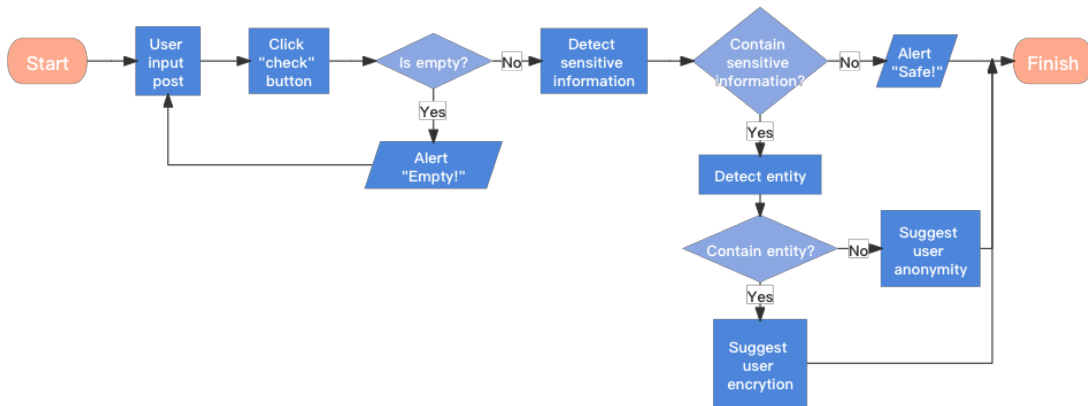 Start
User
input
post
Click
"check"
button
Is empty?
No
Detect
sensitive
information
Contain
sensitive
information?
No
Alert
"Safe!"
Finish
Yes
Alert
"Empty!"
Yes
Detect entity
Contain entity?
No
Suggest
user
anonymity
Yes
Suggest
user
encrytion